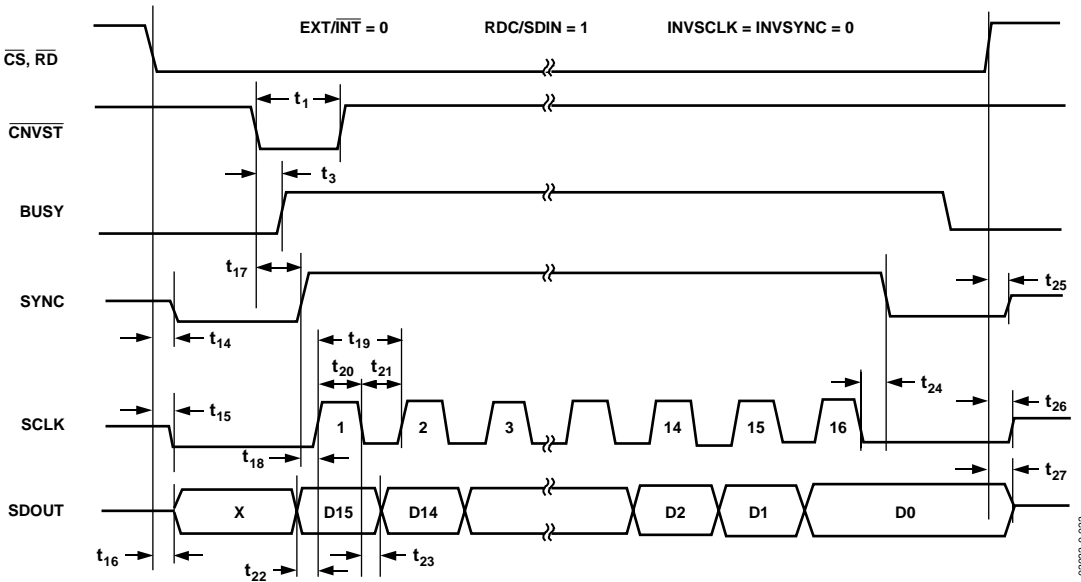 EXT/INT = 0 RDC/SDIN = 1 INVSCLK = INVSYNC = 0
CS, RD
t1
CNVST
t3
BUSY
t17
SYNC
t25
t14
t19
t20 t21
t24
t15
t26
SCLK
1 2 3 14 15 16
t18
t27
SDOUT
X D15 D14 D2 D1 D0
t16
t22
t23